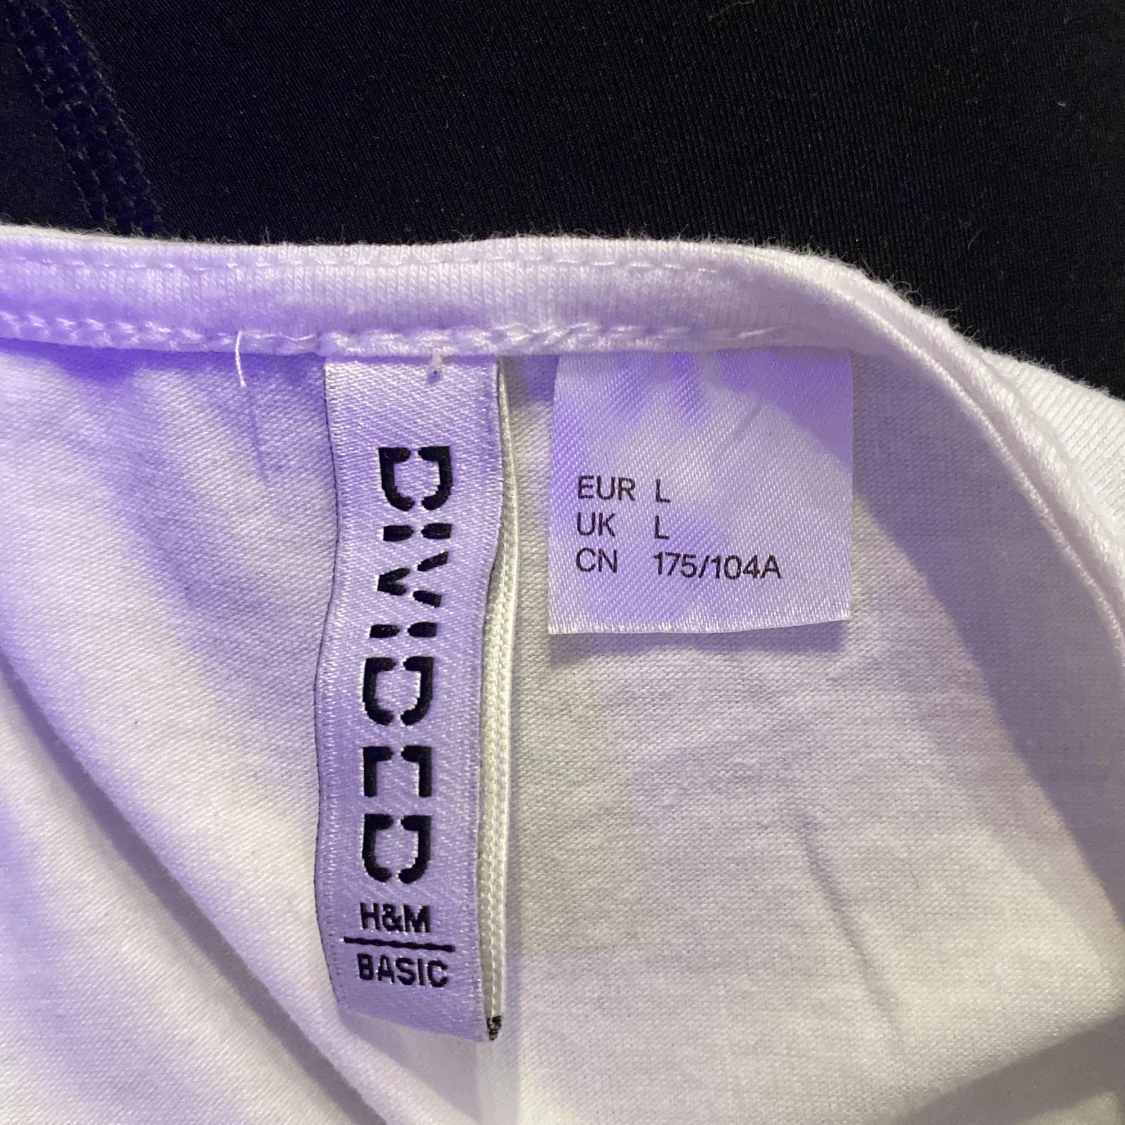 DIVIDED
H&M
BASIC
EUR L
UK L
CN 175/104A